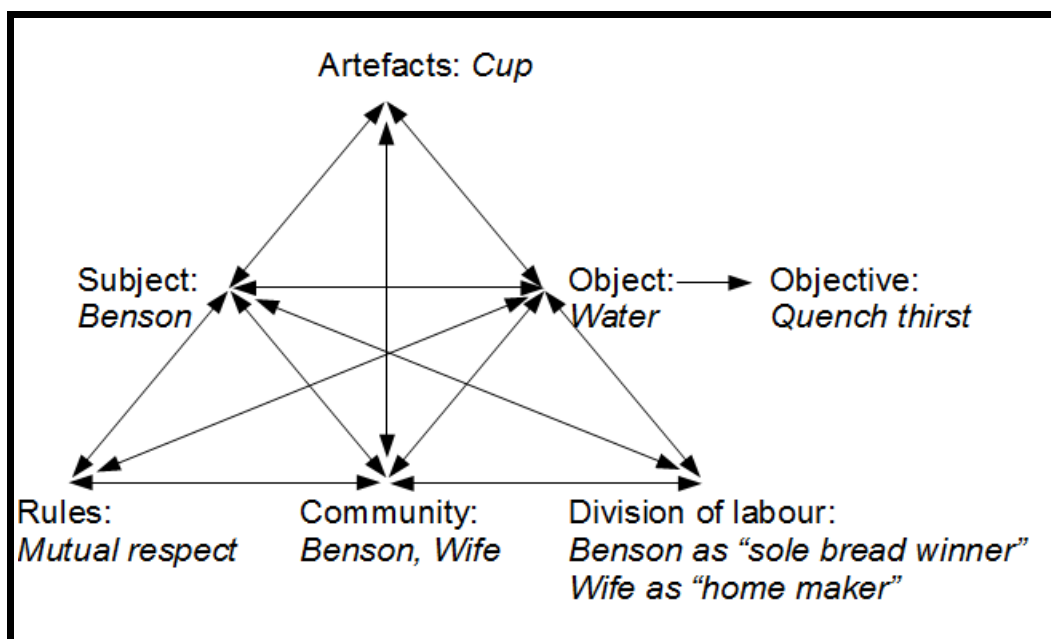 Artefacts: Cup
Subject:
Benson
Object:
Water
Objective:
Quench thirst
Rules:
Mutual respect
Community:
Benson, Wife
Division of labour:
Benson as “sole bread winner”
Wife as “home maker”